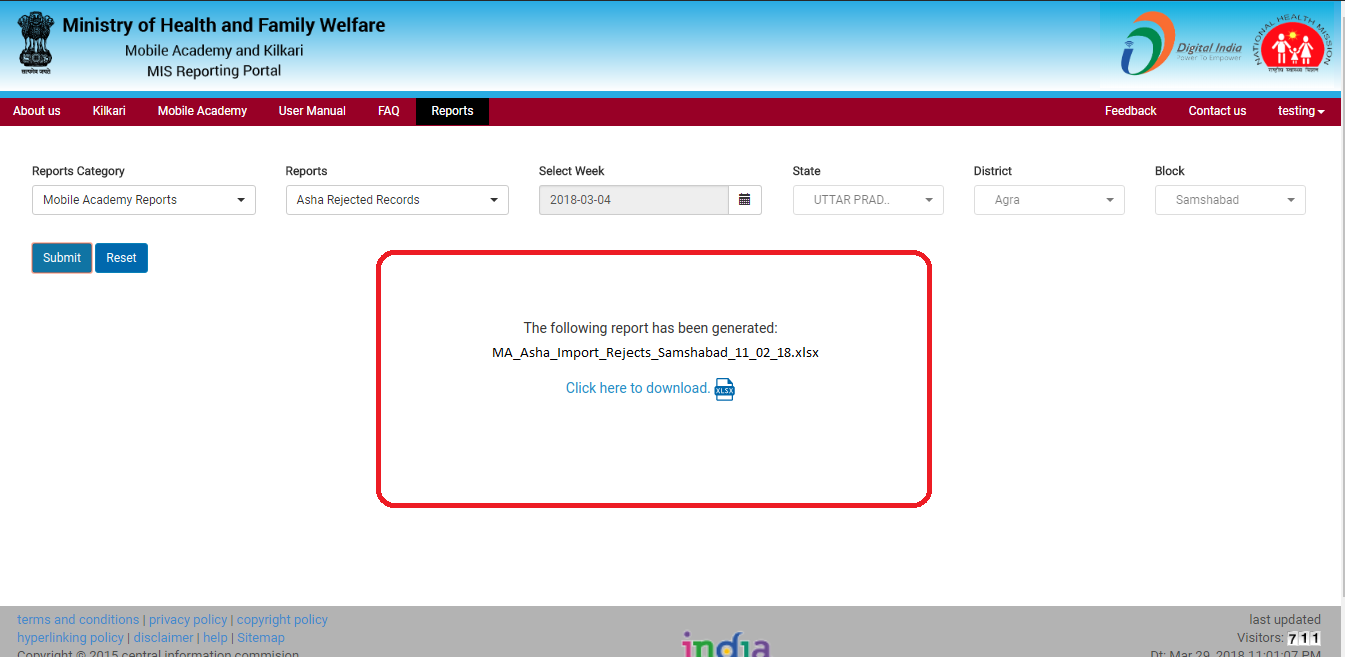 Ministry of Health and Family Welfare
Mobile Academy and Kilkari
MIS Reporting Portal
सत्यमेव जयते
Digital India
Power To Empower
NATIONAL HEALTH MISSION
राष्ट्रीय स्वास्थ्य मिशन
About us Kilkari Mobile Academy User Manual FAQ Reports Feedback Contact us testing
Reports Category Reports Select Week State District Block
Mobile Academy Reports Asha Rejected Records 2018-03-04 UTTAR PRAD.. Agra Samshabad
Submit Reset
The following report has been generated:
MA_Asha_Import_Rejects_Samshabad_11_02_18.xlsx
Click here to download. XLSX
terms and conditions | privacy policy | copyright policy
hyperlinking policy | disclaimer | help | Sitemap
Copyright © 2015 central information commision
india
last updated
Visitors: 711
Dt: Mar 29, 2018 11:01:07 PM